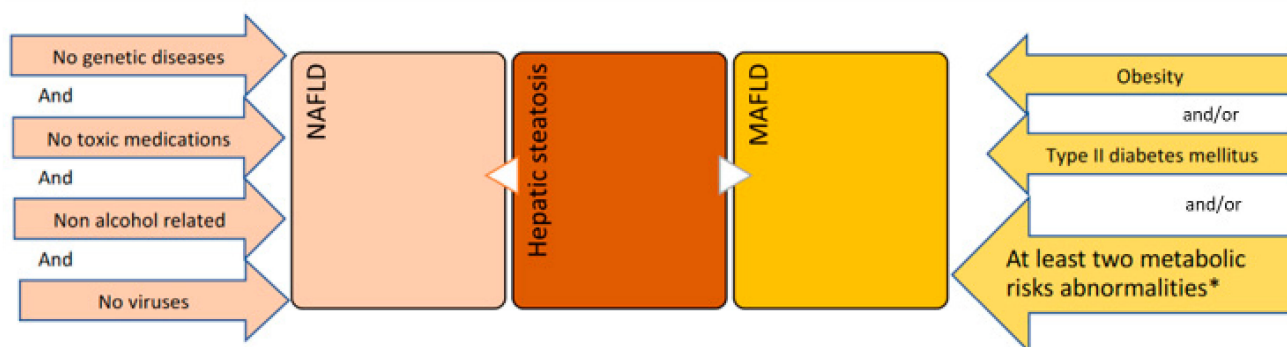 No genetic diseases
And
No toxic medications
And
Non alcohol related
And
No viruses
NAFLD
Hepatic steatosis
MAFLD
Obesity
and/or
Type II diabetes mellitus
and/or
At least two metabolic
risks abnormalities*